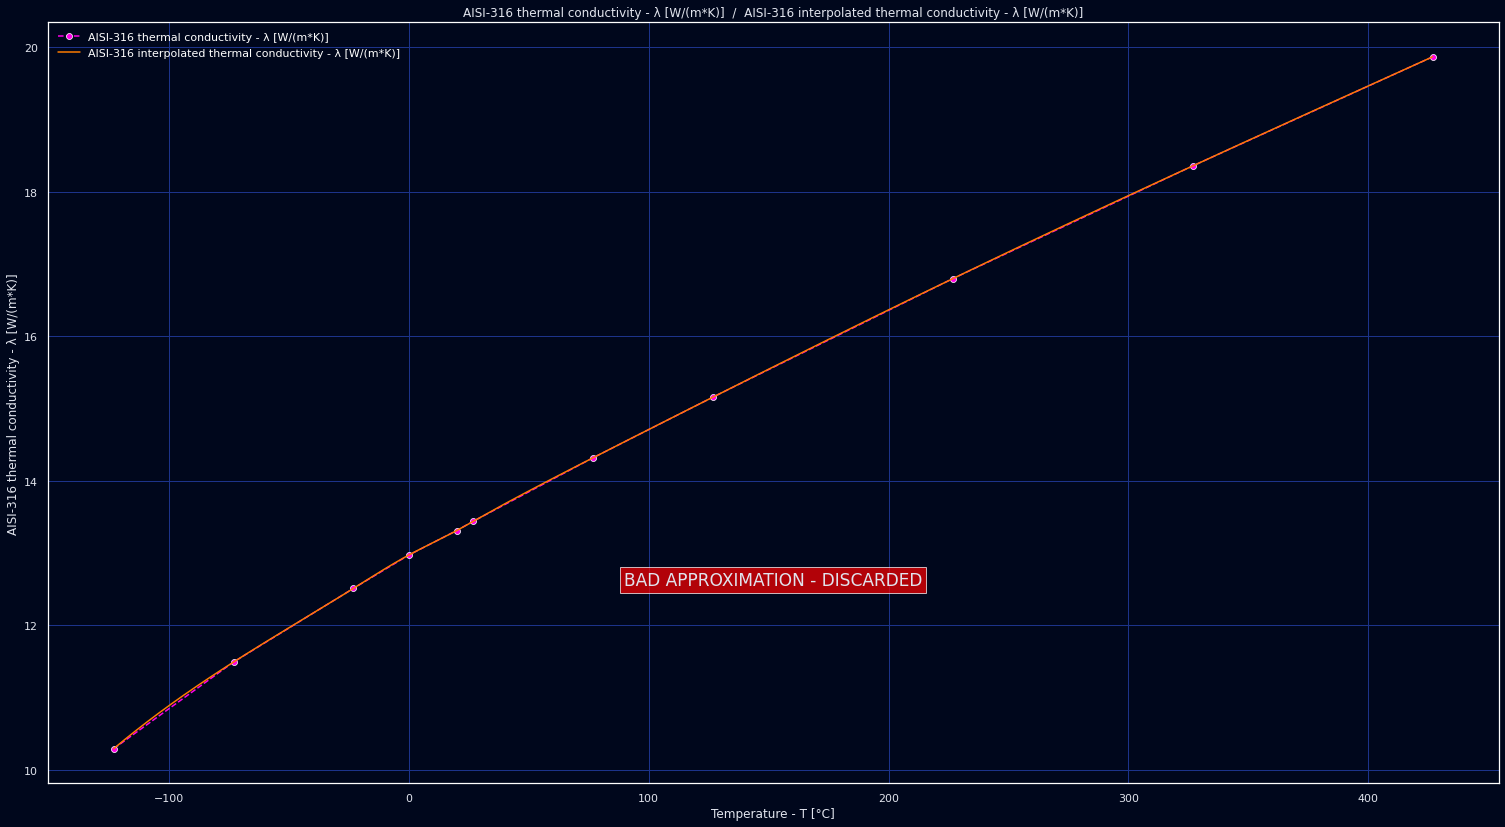 AISI-316 thermal conductivity - λ [W/(m*K)]  /  AISI-316 interpolated thermal conductivity - λ [W/(m*K)]
AISI-316 thermal conductivity - λ [W/(m*K)]
AISI-316 interpolated thermal conductivity - λ [W/(m*K)]
20
18
16
14
12
10
AISI-316 thermal conductivity - λ [W/(m*K)]
BAD APPROXIMATION - DISCARDED
−100
0
100
200
300
400
Temperature - T [°C]